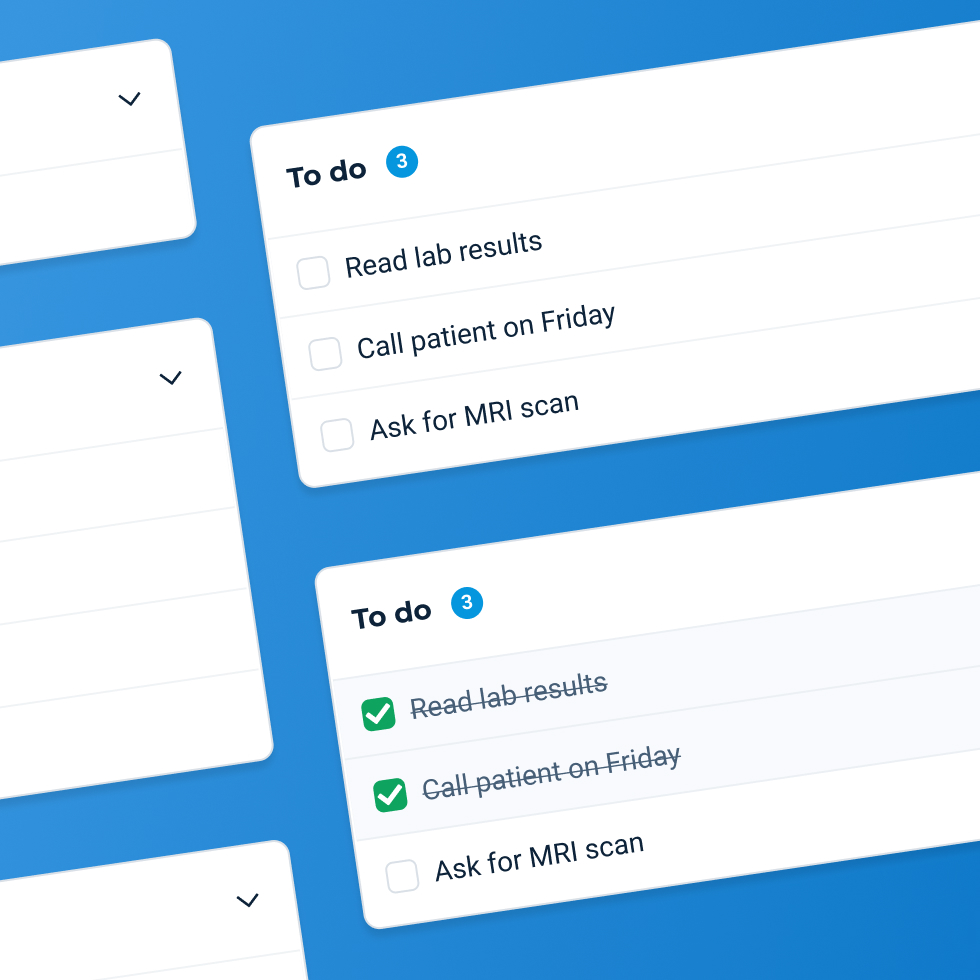 To do 3
Read lab results
Call patient on Friday
Ask for MRI scan
To do 3
Read lab results
Call patient on Friday
Ask for MRI scan